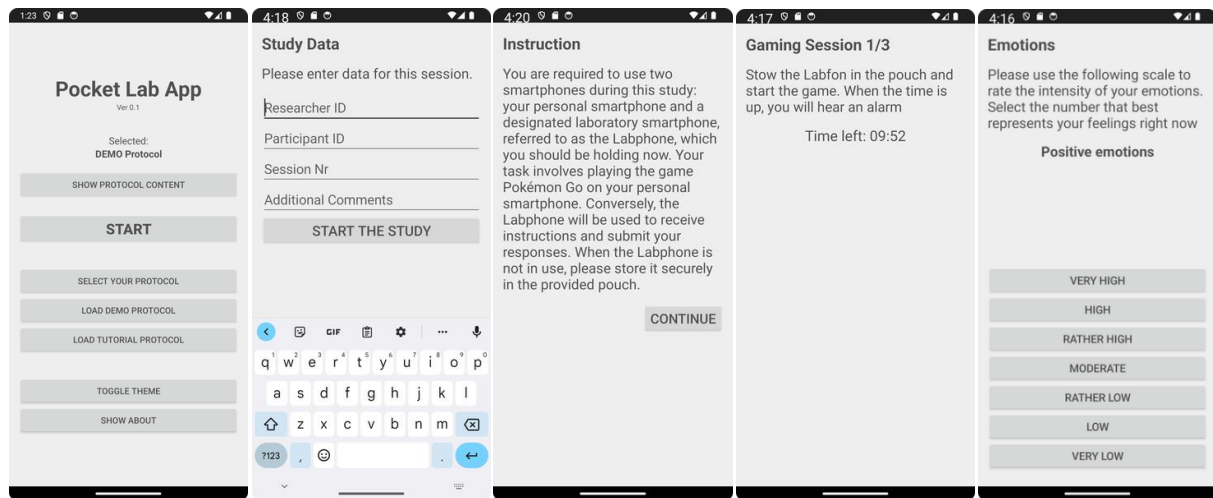 1:23
Pocket Lab App
Ver 0.1
Selected:
DEMO Protocol
SHOW PROTOCOL CONTENT
START
SELECT YOUR PROTOCOL
LOAD DEMO PROTOCOL
LOAD TUTORIAL PROTOCOL
TOGGLE THEME
SHOW ABOUT
4:18
Study Data
Please enter data for this session.
Researcher ID
Participant ID
Session Nr
Additional Comments
START THE STUDY
GIF
q1 w2 e3 r4 t5 y6 u7 i8 o9 p0
a s d f g h j k l
z x c v b n m
?123 , .
4:20
Instruction
You are required to use two
smartphones during this study:
your personal smartphone and a
designated laboratory smartphone,
referred to as the Labphone, which
you should be holding now. Your
task involves playing the game
Pokémon Go on your personal
smartphone. Conversely, the
Labphone will be used to receive
instructions and submit your
responses. When the Labphone is
not in use, please store it securely
in the provided pouch.
CONTINUE
4:17
Gaming Session 1/3
Stow the Labfon in the pouch and
start the game. When the time is
up, you will hear an alarm
Time left: 09:52
4:16
Emotions
Please use the following scale to
rate the intensity of your emotions.
Select the number that best
represents your feelings right now
Positive emotions
VERY HIGH
HIGH
RATHER HIGH
MODERATE
RATHER LOW
LOW
VERY LOW